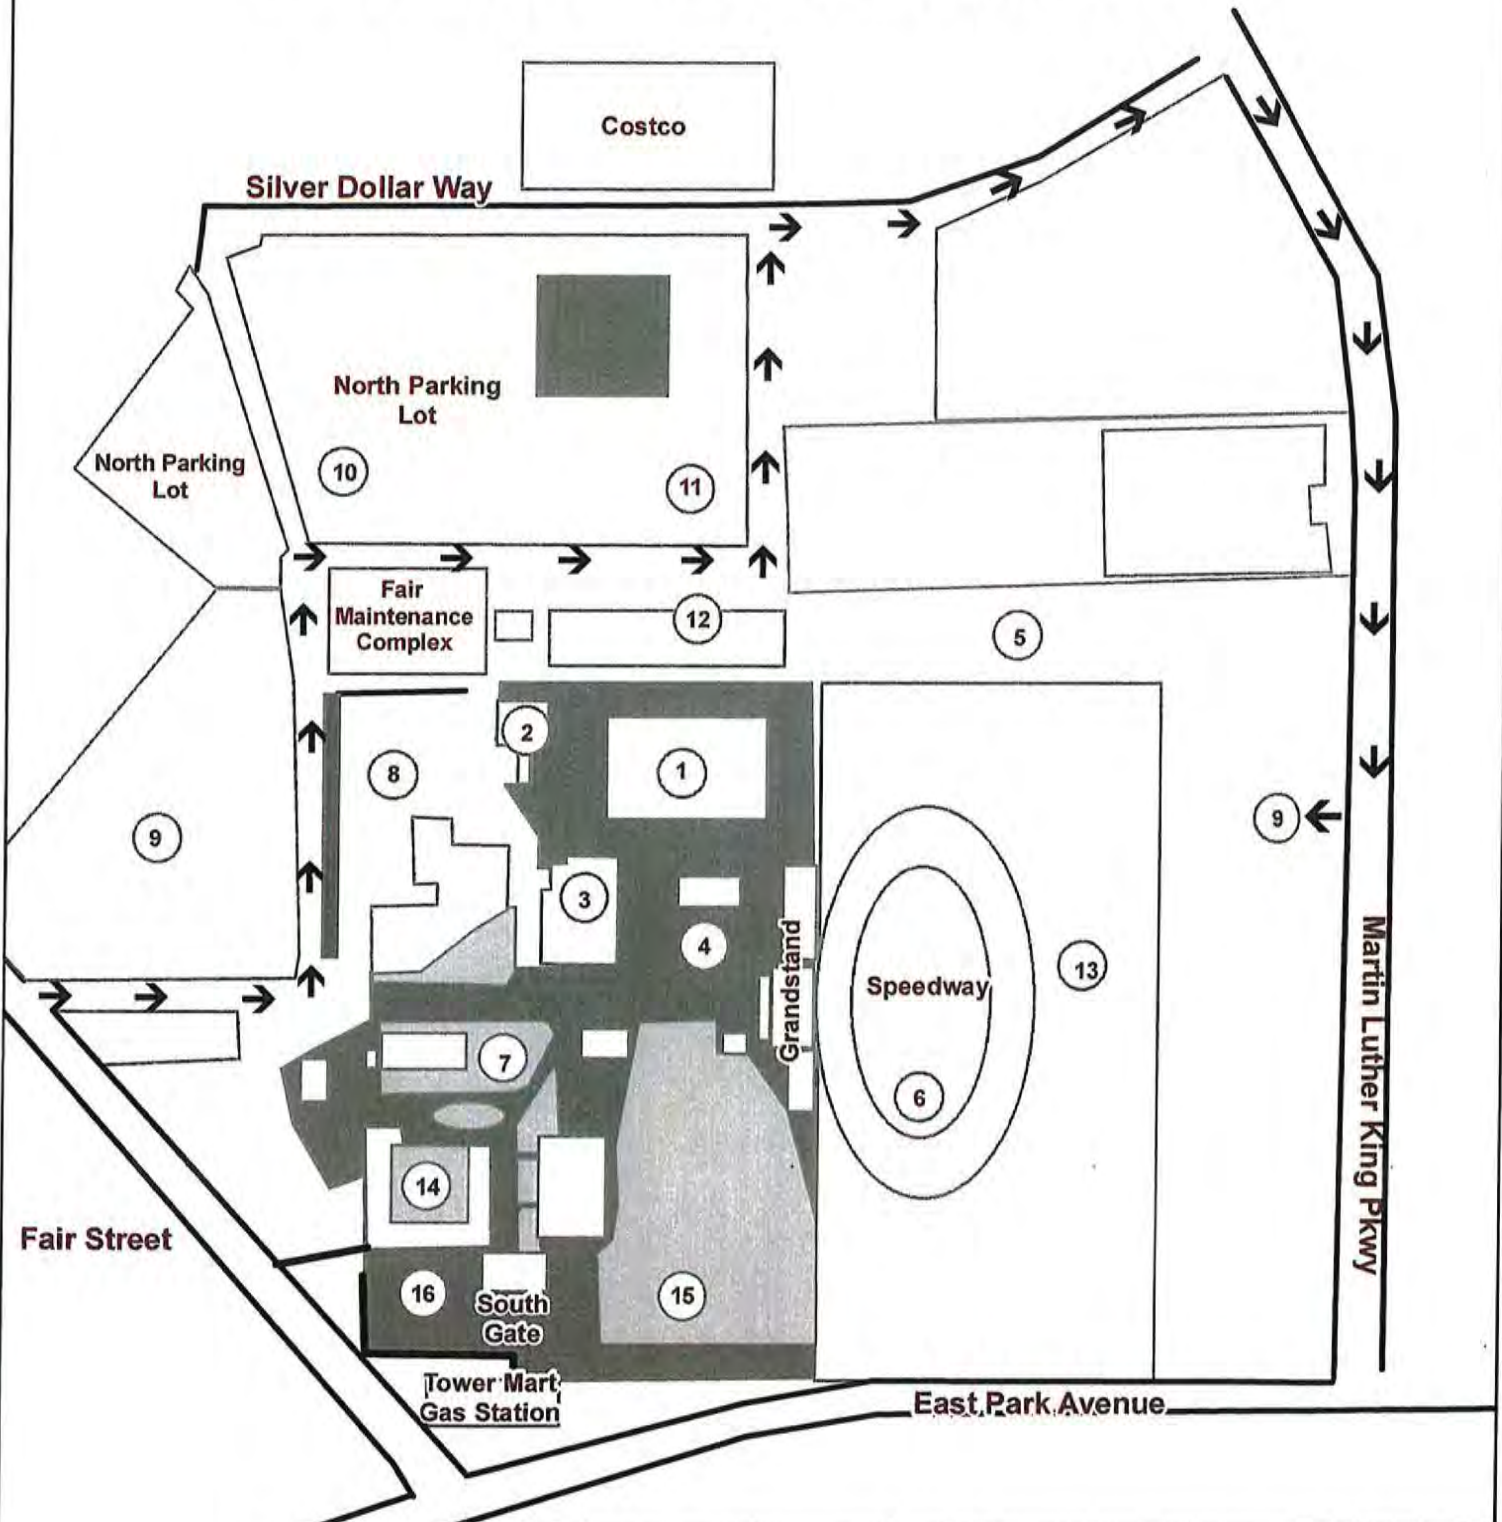 Costco
Silver Dollar Way
North Parking
Lot
North Parking
Lot
10
11
Fair
Maintenance
Complex
12
5
2
1
8
9
9
3
4
Grandstand
Speedway
13
Martin Luther King Pkwy
7
6
14
Fair Street
16
15
South
Gate
Tower Mart
Gas Station
East Park Avenue